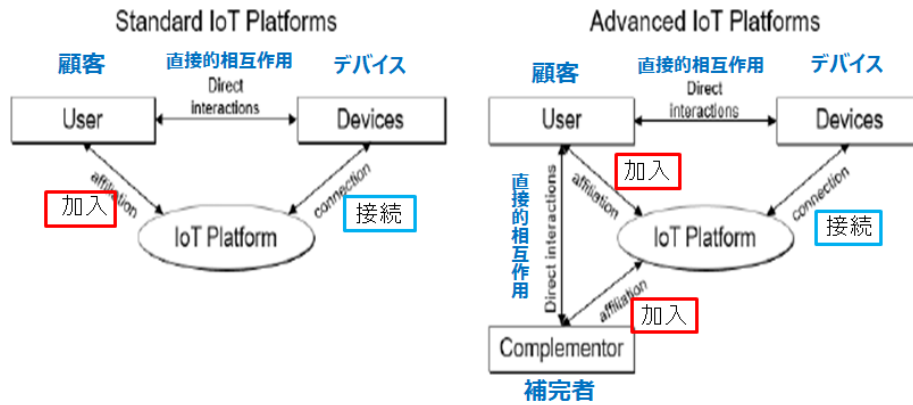 Standard IoT Platforms
顧客
直接的相互作用
デバイス
User
Direct
interactions
Devices
affiliation
加入
connection
接続
IoT Platform
Advanced IoT Platforms
顧客
直接的相互作用
デバイス
User
Direct
interactions
Devices
直接的相互作用
Direct interactions
affiliation
加入
connection
接続
IoT Platform
affiliation
加入
Complementor
補完者